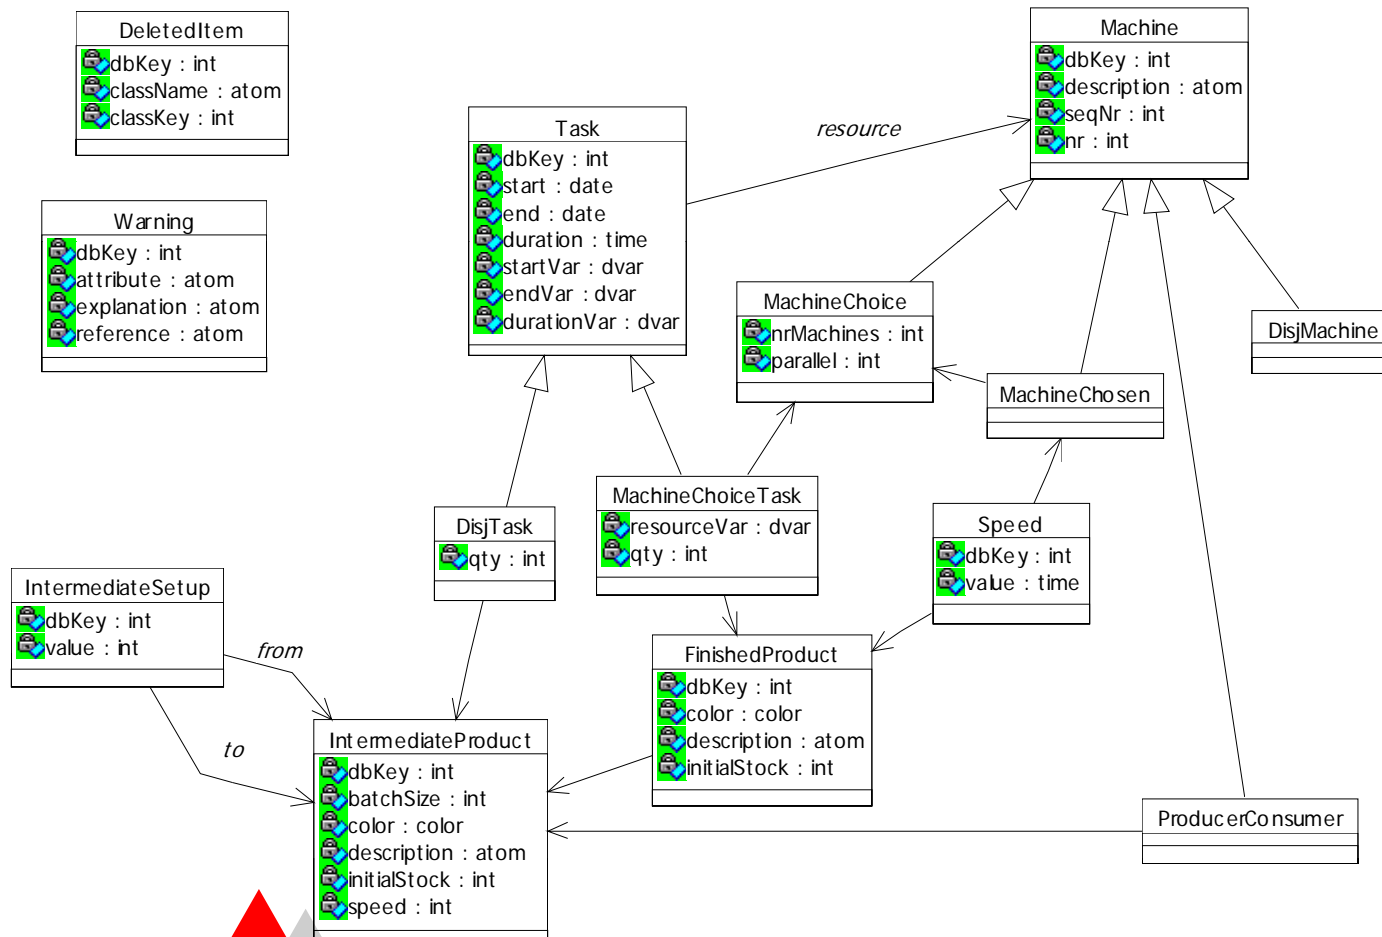 DeletedItem
dbKey : int
className : atom
classKey : int
Warning
dbKey : int
attribute : atom
explanation : atom
reference : atom
Task
dbKey : int
start : date
end : date
duration : time
startVar : dvar
endVar : dvar
durationVar : dvar
resource
Machine
dbKey : int
description : atom
seqNr : int
nr : int
MachineChoice
nrMachines : int
parallel : int
MachineChosen
DisjMachine
DisjTask
qty : int
MachineChoiceTask
resourceVar : dvar
qty : int
Speed
dbKey : int
value : time
IntermediateSetup
dbKey : int
value : int
from
to
FinishedProduct
dbKey : int
color : color
description : atom
initialStock : int
IntermediateProduct
dbKey : int
batchSize : int
color : color
description : atom
initialStock : int
speed : int
ProducerConsumer